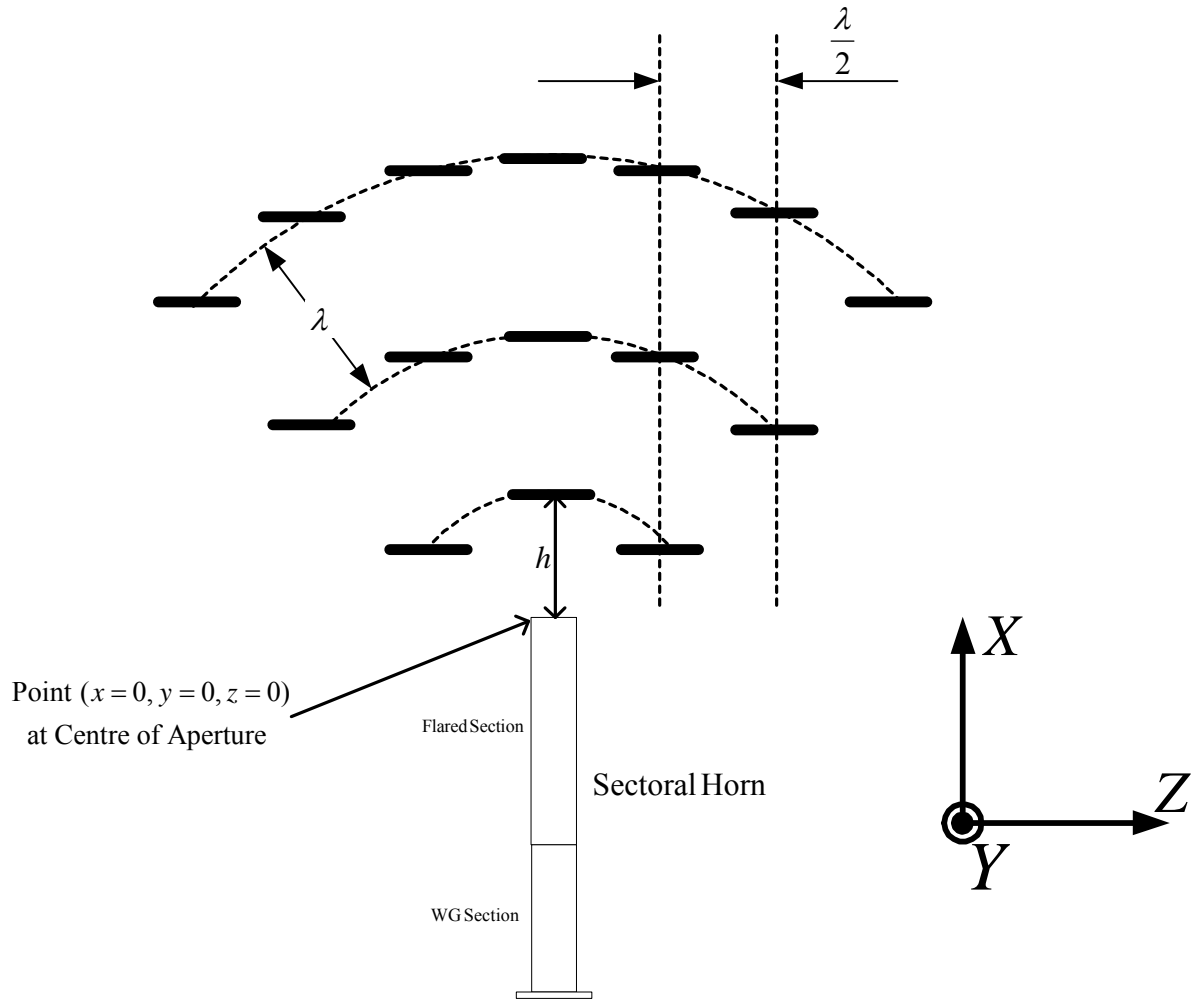 λ
2
λ
h
X
Point (x = 0, y = 0, z = 0)
at Centre of Aperture
Flared Section
Sectoral Horn
Z
Y
WG Section